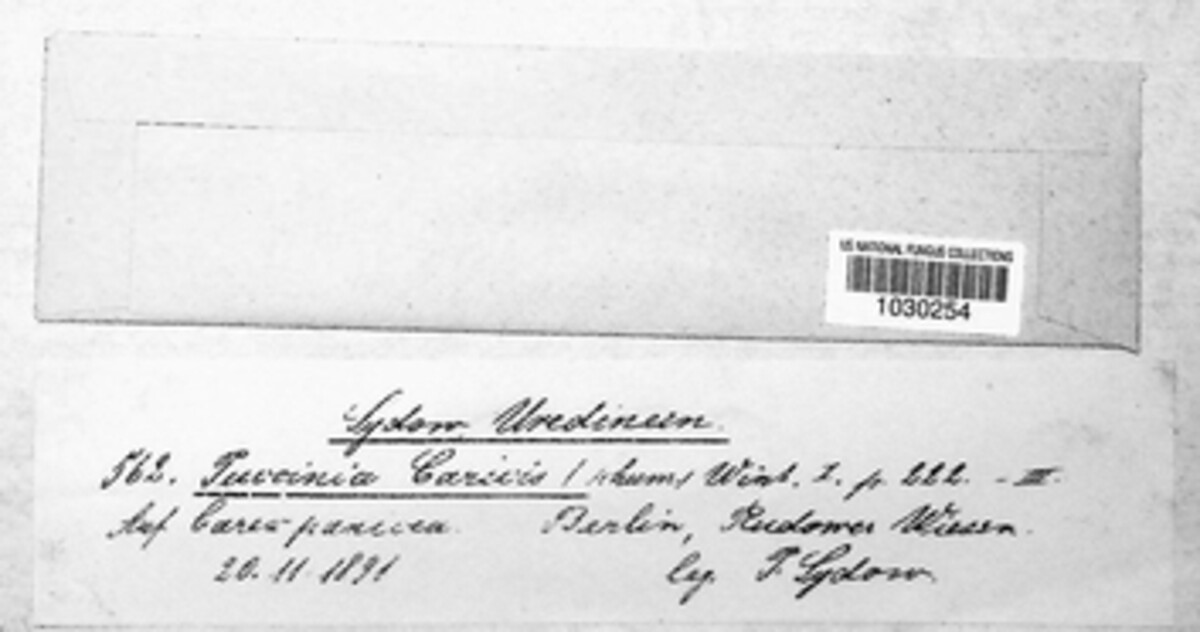 US NATIONAL FUNGUS COLLECTIONS
1030254
Sydow, Uredineen.
562. Puccinia Caricis (Schum) Wint. I. p. 222. - III.
Auf Carex panicea. Berlin, Rudower Wiesen.
20. 11 1891
leg. P. Sydow.